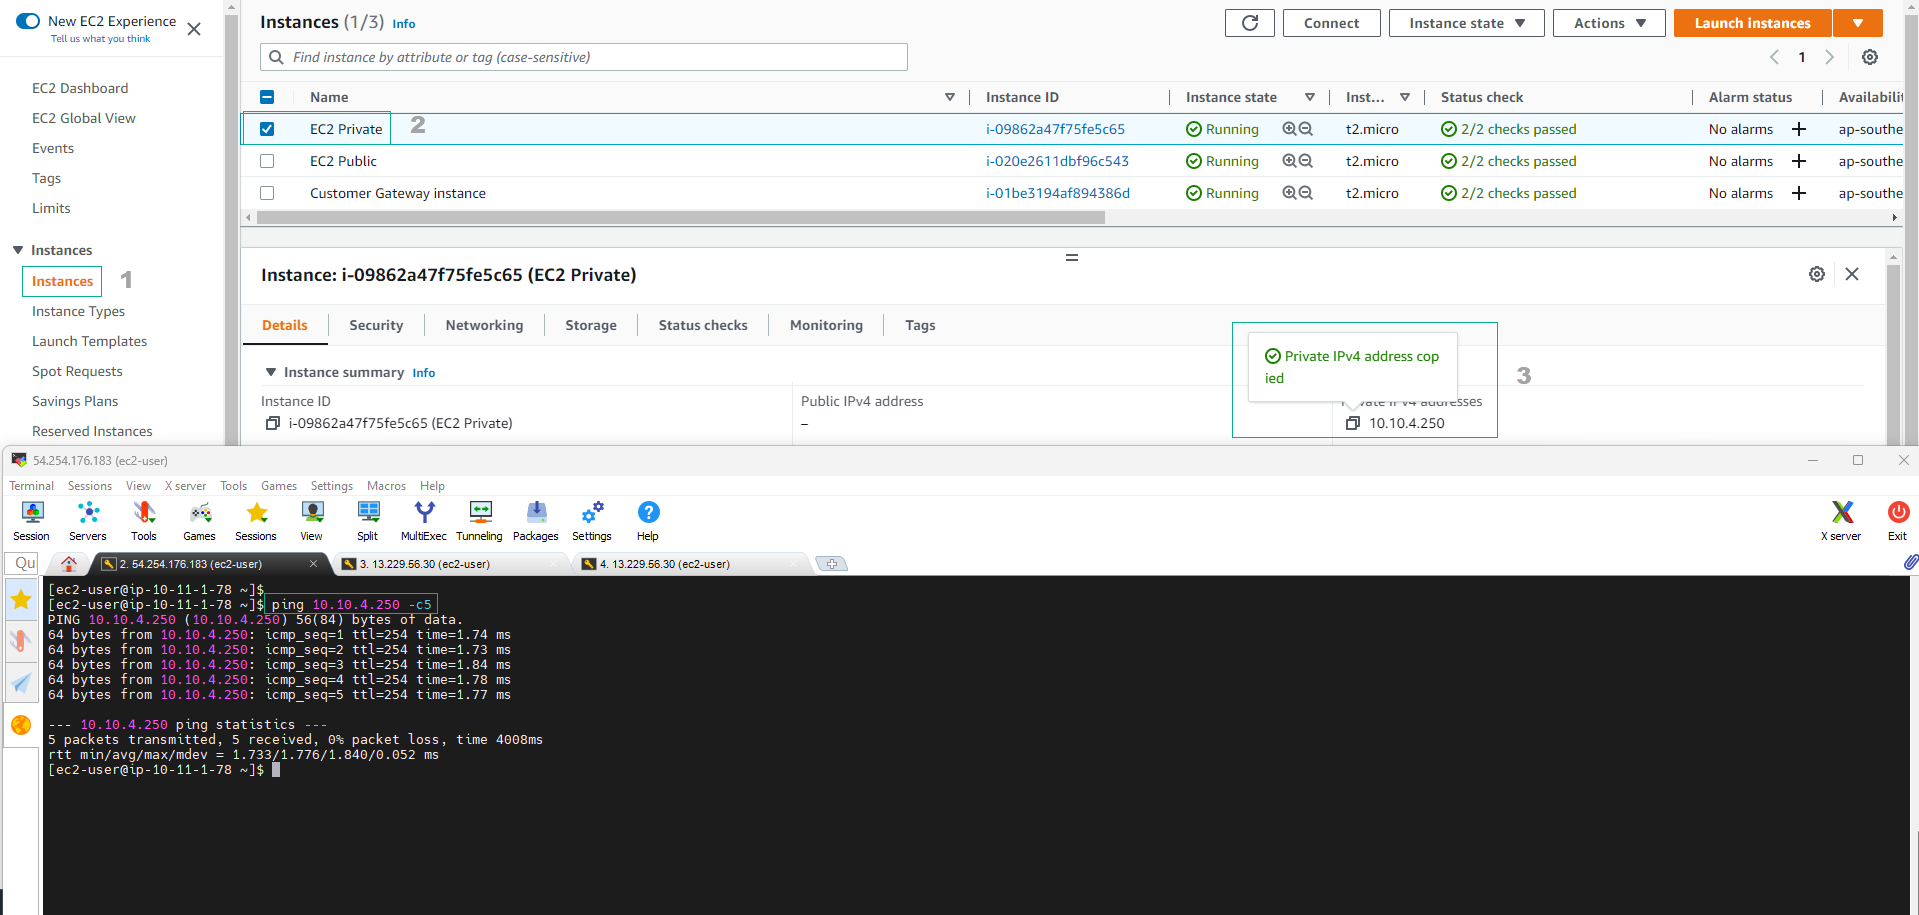 New EC2 Experience
Tell us what you think
EC2 Dashboard
EC2 Global View
Events
Tags
Limits
Instances
Instances
1
Instance Types
Launch Templates
Spot Requests
Savings Plans
Reserved Instances
Instances (1/3) Info
Connect
Instance state
Actions
Launch instances
Find instance by attribute or tag (case-sensitive)
1
Name Instance ID Instance state Inst... Status check Alarm status Availabilit
EC2 Private 2 i-09862a47f75fe5c65 Running t2.micro 2/2 checks passed No alarms + ap-southe
EC2 Public i-020e2611dbf96c543 Running t2.micro 2/2 checks passed No alarms + ap-southe
Customer Gateway instance i-01be3194af894386d Running t2.micro 2/2 checks passed No alarms + ap-southe
Instance: i-09862a47f75fe5c65 (EC2 Private)
Details Security Networking Storage Status checks Monitoring Tags
Instance summary Info
Private IPv4 address cop
ied
3
Instance ID Public IPv4 address addresses
i-09862a47f75fe5c65 (EC2 Private) – 10.10.4.250
54.254.176.183 (ec2-user)
Terminal Sessions View X server Tools Games Settings Macros Help
Session Servers Tools Games Sessions View Split MultiExec Tunneling Packages Settings Help X server Exit
Qu 2. 54.254.176.183 (ec2-user) 3. 13.229.56.30 (ec2-user) 4. 13.229.56.30 (ec2-user)
[ec2-user@ip-10-11-1-78 ~]$
[ec2-user@ip-10-11-1-78 ~]$ ping 10.10.4.250 -c5
PING 10.10.4.250 (10.10.4.250) 56(84) bytes of data.
64 bytes from 10.10.4.250: icmp_seq=1 ttl=254 time=1.74 ms
64 bytes from 10.10.4.250: icmp_seq=2 ttl=254 time=1.73 ms
64 bytes from 10.10.4.250: icmp_seq=3 ttl=254 time=1.84 ms
64 bytes from 10.10.4.250: icmp_seq=4 ttl=254 time=1.78 ms
64 bytes from 10.10.4.250: icmp_seq=5 ttl=254 time=1.77 ms
--- 10.10.4.250 ping statistics ---
5 packets transmitted, 5 received, 0% packet loss, time 4008ms
rtt min/avg/max/mdev = 1.733/1.776/1.840/0.052 ms
[ec2-user@ip-10-11-1-78 ~]$